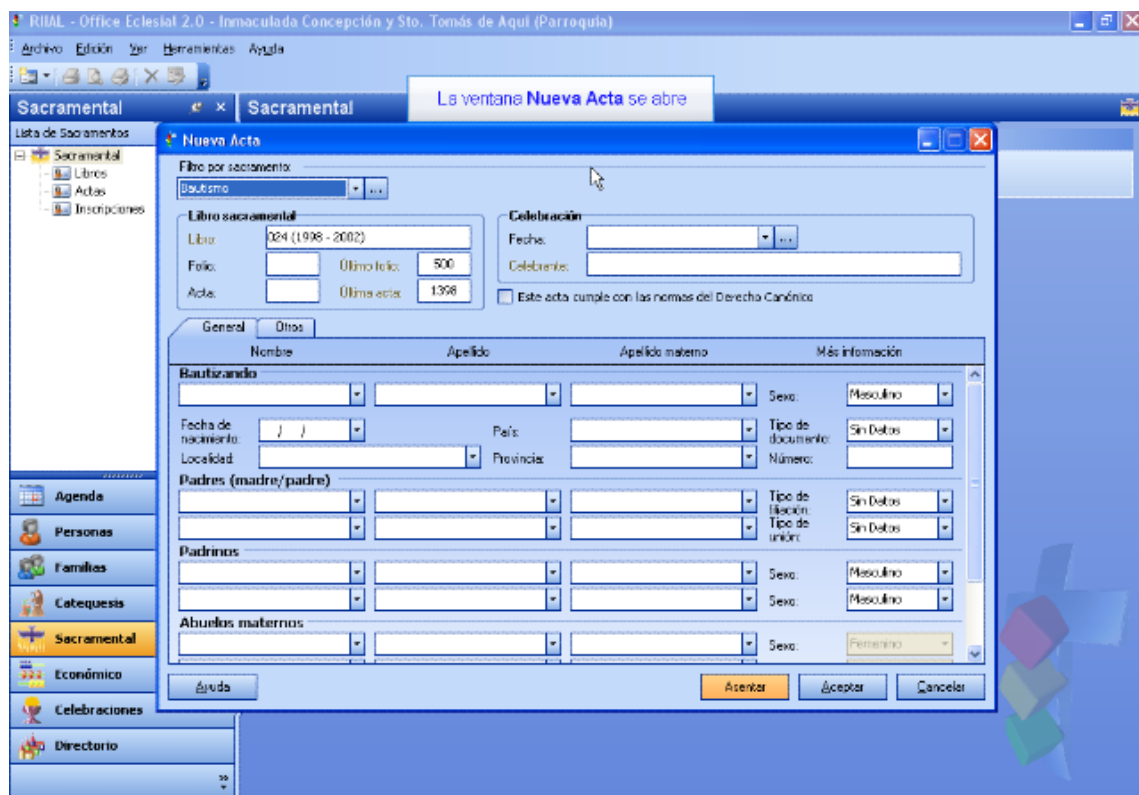 RIIAL - Office Eclesial 2.0 - Inmaculada Concepción y Sto. Tomás de Aqui (Parroquia)
Archivo Edición Ver Herramientas Ayuda
La ventana Nueva Acta se abre
Sacramental
Sacramental
Lista de Sacramentos
Sacramental
Libros
Actas
Inscripciones
Nueva Acta
Filtro por sacramento:
Bautismo
Libro sacramental
Libro: 024 (1998 - 2002)
Folio: Último folio: 500
Acta: Última acta: 1398
Celebración
Fecha:
Celebrante:
Este acta cumple con las normas del Derecho Canónico
General Otros
Nombre Apellido Apellido materno Más información
Bautizando
Sexo: Masculino
Fecha de nacimiento: / / País: Tipo de documento: Sin Datos
Localidad: Provincia: Número:
Padres (madre/padre)
Tipo de filiación: Sin Datos
Tipo de unión: Sin Datos
Padrinos
Sexo: Masculino
Sexo: Masculino
Abuelos maternos
Sexo: Femenino
Ayuda Asentar Aceptar Cancelar
Agenda
Personas
Familias
Catequesis
Sacramental
Económico
Celebraciones
Directorio